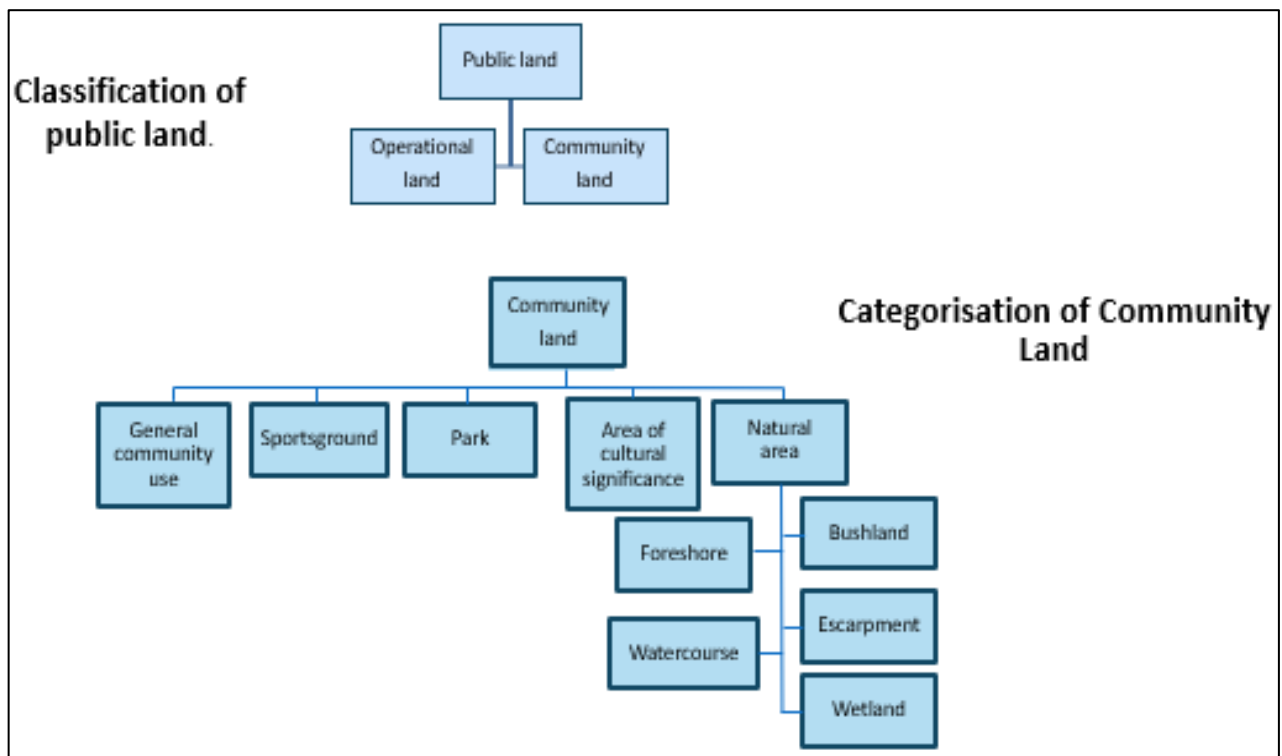 Classification of
public land.
Public land
Operational
land
Community
land
Community
land
Categorisation of Community
Land
General
community
use
Sportsground
Park
Area of
cultural
significance
Natural
area
Foreshore
Bushland
Watercourse
Escarpment
Wetland